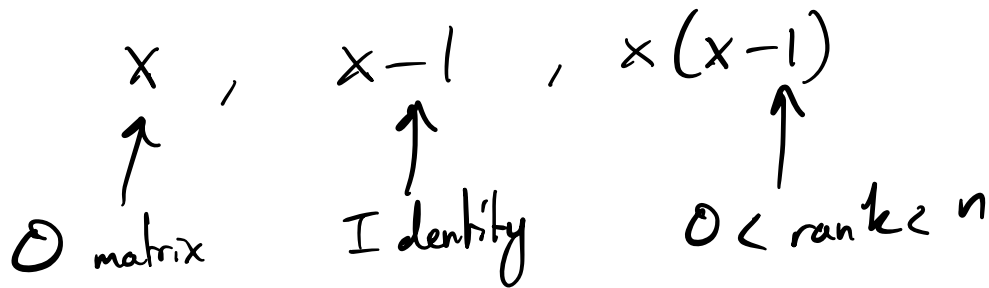 x , x-1 , x(x-1)
0 matrix Identity 0 < rank < n